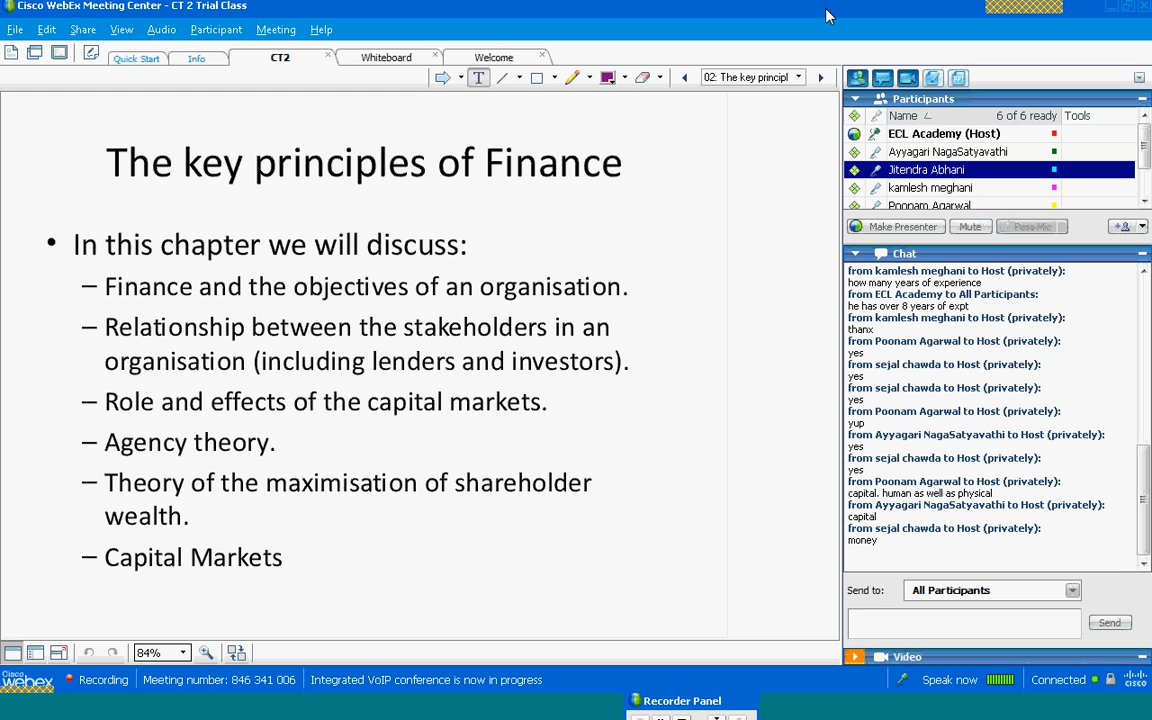 Cisco WebEx Meeting Center - CT 2 Trial Class
File Edit Share View Audio Participant Meeting Help
Quick Start Info CT2 Whiteboard Welcome
T 02: The key principl
Participants
Name 6 of 6 ready Tools
ECL Academy (Host)
Ayyagari NagaSatyavathi
Jitendra Abhani
kamlesh meghani
Poonam Agarwal
Make Presenter Mute Pass Mic
The key principles of Finance
• In this chapter we will discuss:
– Finance and the objectives of an organisation.
– Relationship between the stakeholders in an
organisation (including lenders and investors).
– Role and effects of the capital markets.
– Agency theory.
– Theory of the maximisation of shareholder
wealth.
– Capital Markets
Chat
from kamlesh meghani to Host (privately):
how many years of experience
from ECL Academy to All Participants:
he has over 8 years of expt
from kamlesh meghani to Host (privately):
thanx
from Poonam Agarwal to Host (privately):
yes
from sejal chawda to Host (privately):
yes
from sejal chawda to Host (privately):
yes
from Poonam Agarwal to Host (privately):
yup
from Ayyagari NagaSatyavathi to Host (privately):
yes
from sejal chawda to Host (privately):
yes
from Poonam Agarwal to Host (privately):
capital. human as well as physical
from Ayyagari NagaSatyavathi to Host (privately):
capital
from sejal chawda to Host (privately):
money
Send to: All Participants
Send
84%
Video
Cisco webex Recording Meeting number: 846 341 006 Integrated VoIP conference is now in progress Speak now Connected cisco
Recorder Panel